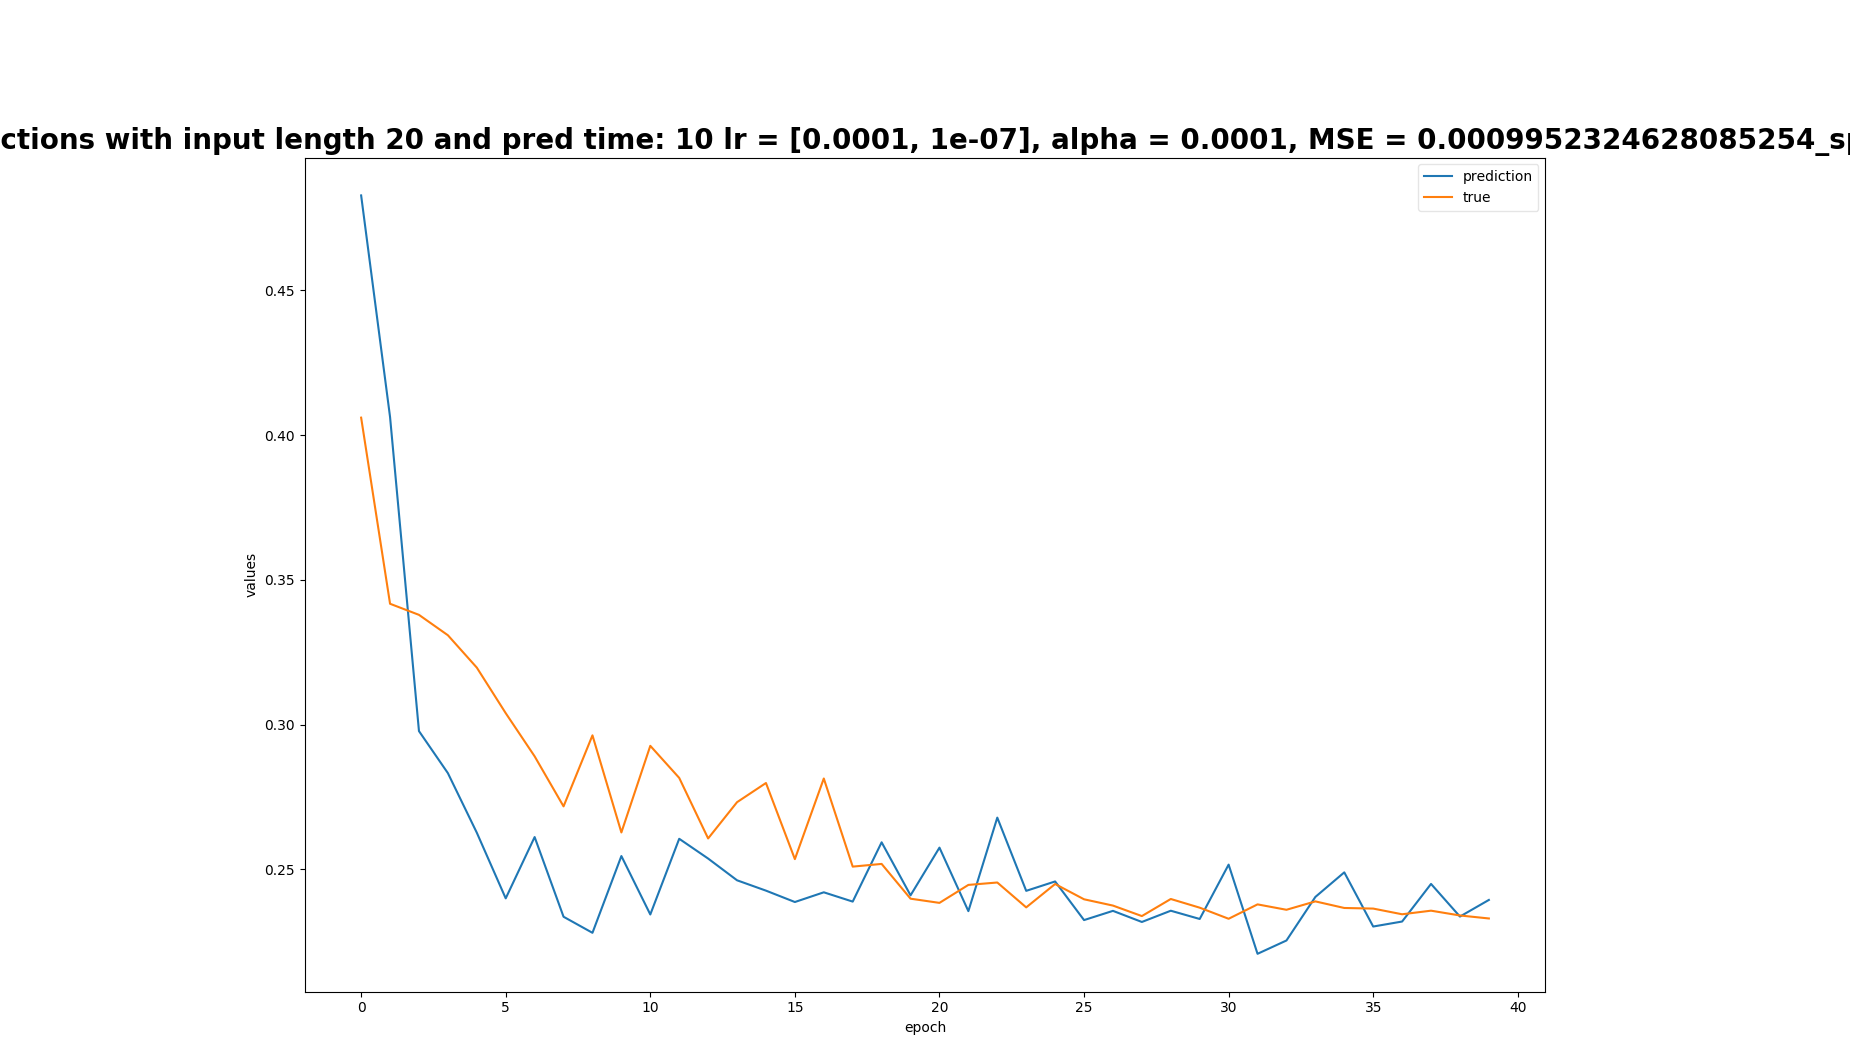 ctions with input length 20 and pred time: 10 lr = [0.0001, 1e-07], alpha = 0.0001, MSE = 0.0009952324628085254_sp
prediction
true
0.45
0.40
0.35
0.30
0.25
values
0 5 10 15 20 25 30 35 40
epoch